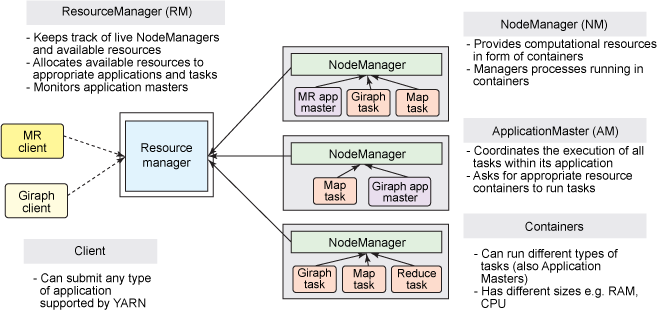 ResourceManager (RM)
- Keeps track of live NodeManagers
and available resources
- Allocates available resources to
appropriate applications and tasks
- Monitors application masters
MR
client
Giraph
client
Client
- Can submit any type
of application
supported by YARN
Resource
manager
NodeManager
MR app
master
Giraph
task
Map
task
NodeManager
Map
task
Giraph app
master
NodeManager
Giraph
task
Map
task
Reduce
task
NodeManager (NM)
- Provides computational resources
in form of containers
- Managers processes running in
containers
ApplicationMaster (AM)
- Coordinates the execution of all
tasks within its application
- Asks for appropriate resource
containers to run tasks
Containers
- Can run different types of
tasks (also Application
Masters)
- Has different sizes e.g. RAM,
CPU